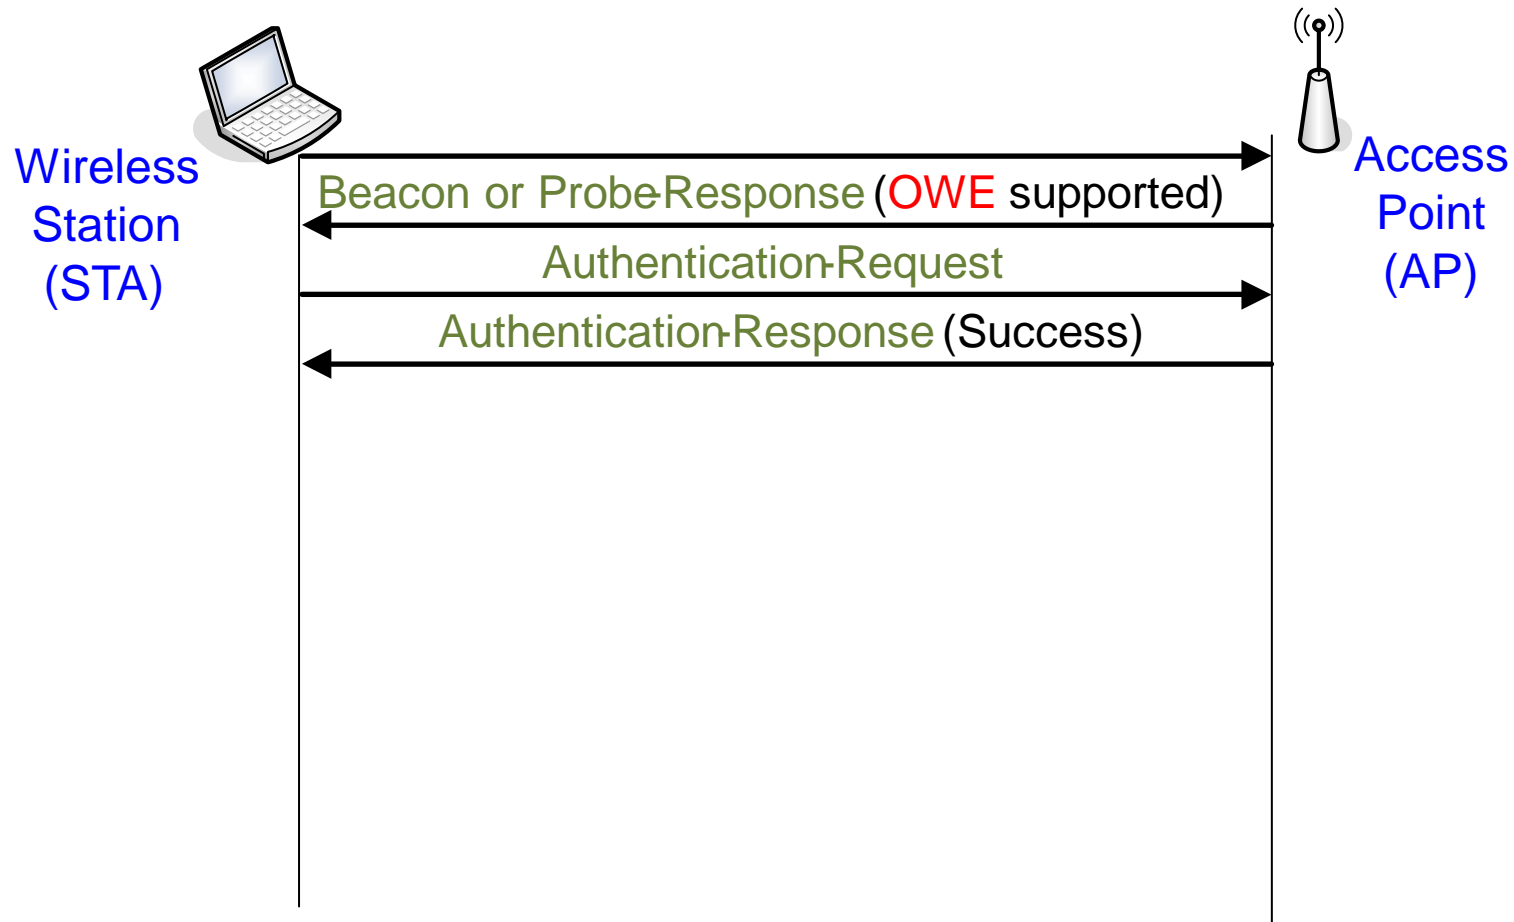 Wireless
Station
(STA)
Access
Point
(AP)
Beacon or Probe-Response (OWE supported)
Authentication-Request
Authentication-Response (Success)